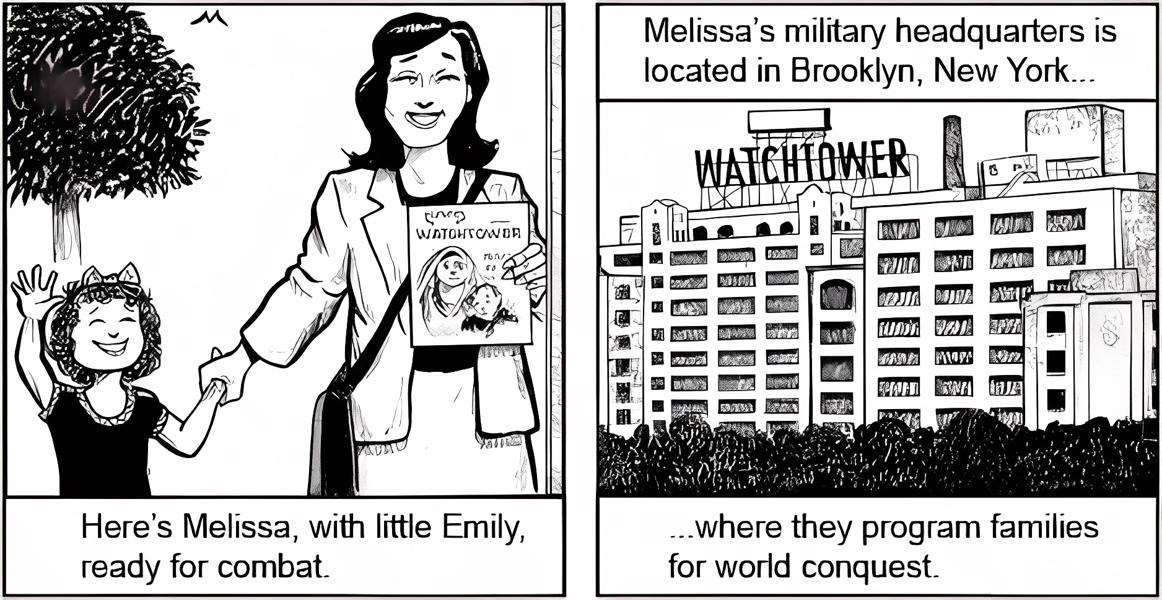 WATCHTOWER
Here's Melissa, with little Emily,
ready for combat.
Melissa's military headquarters is
located in Brooklyn, New York...
WATCHTOWER
...where they program families
for world conquest.